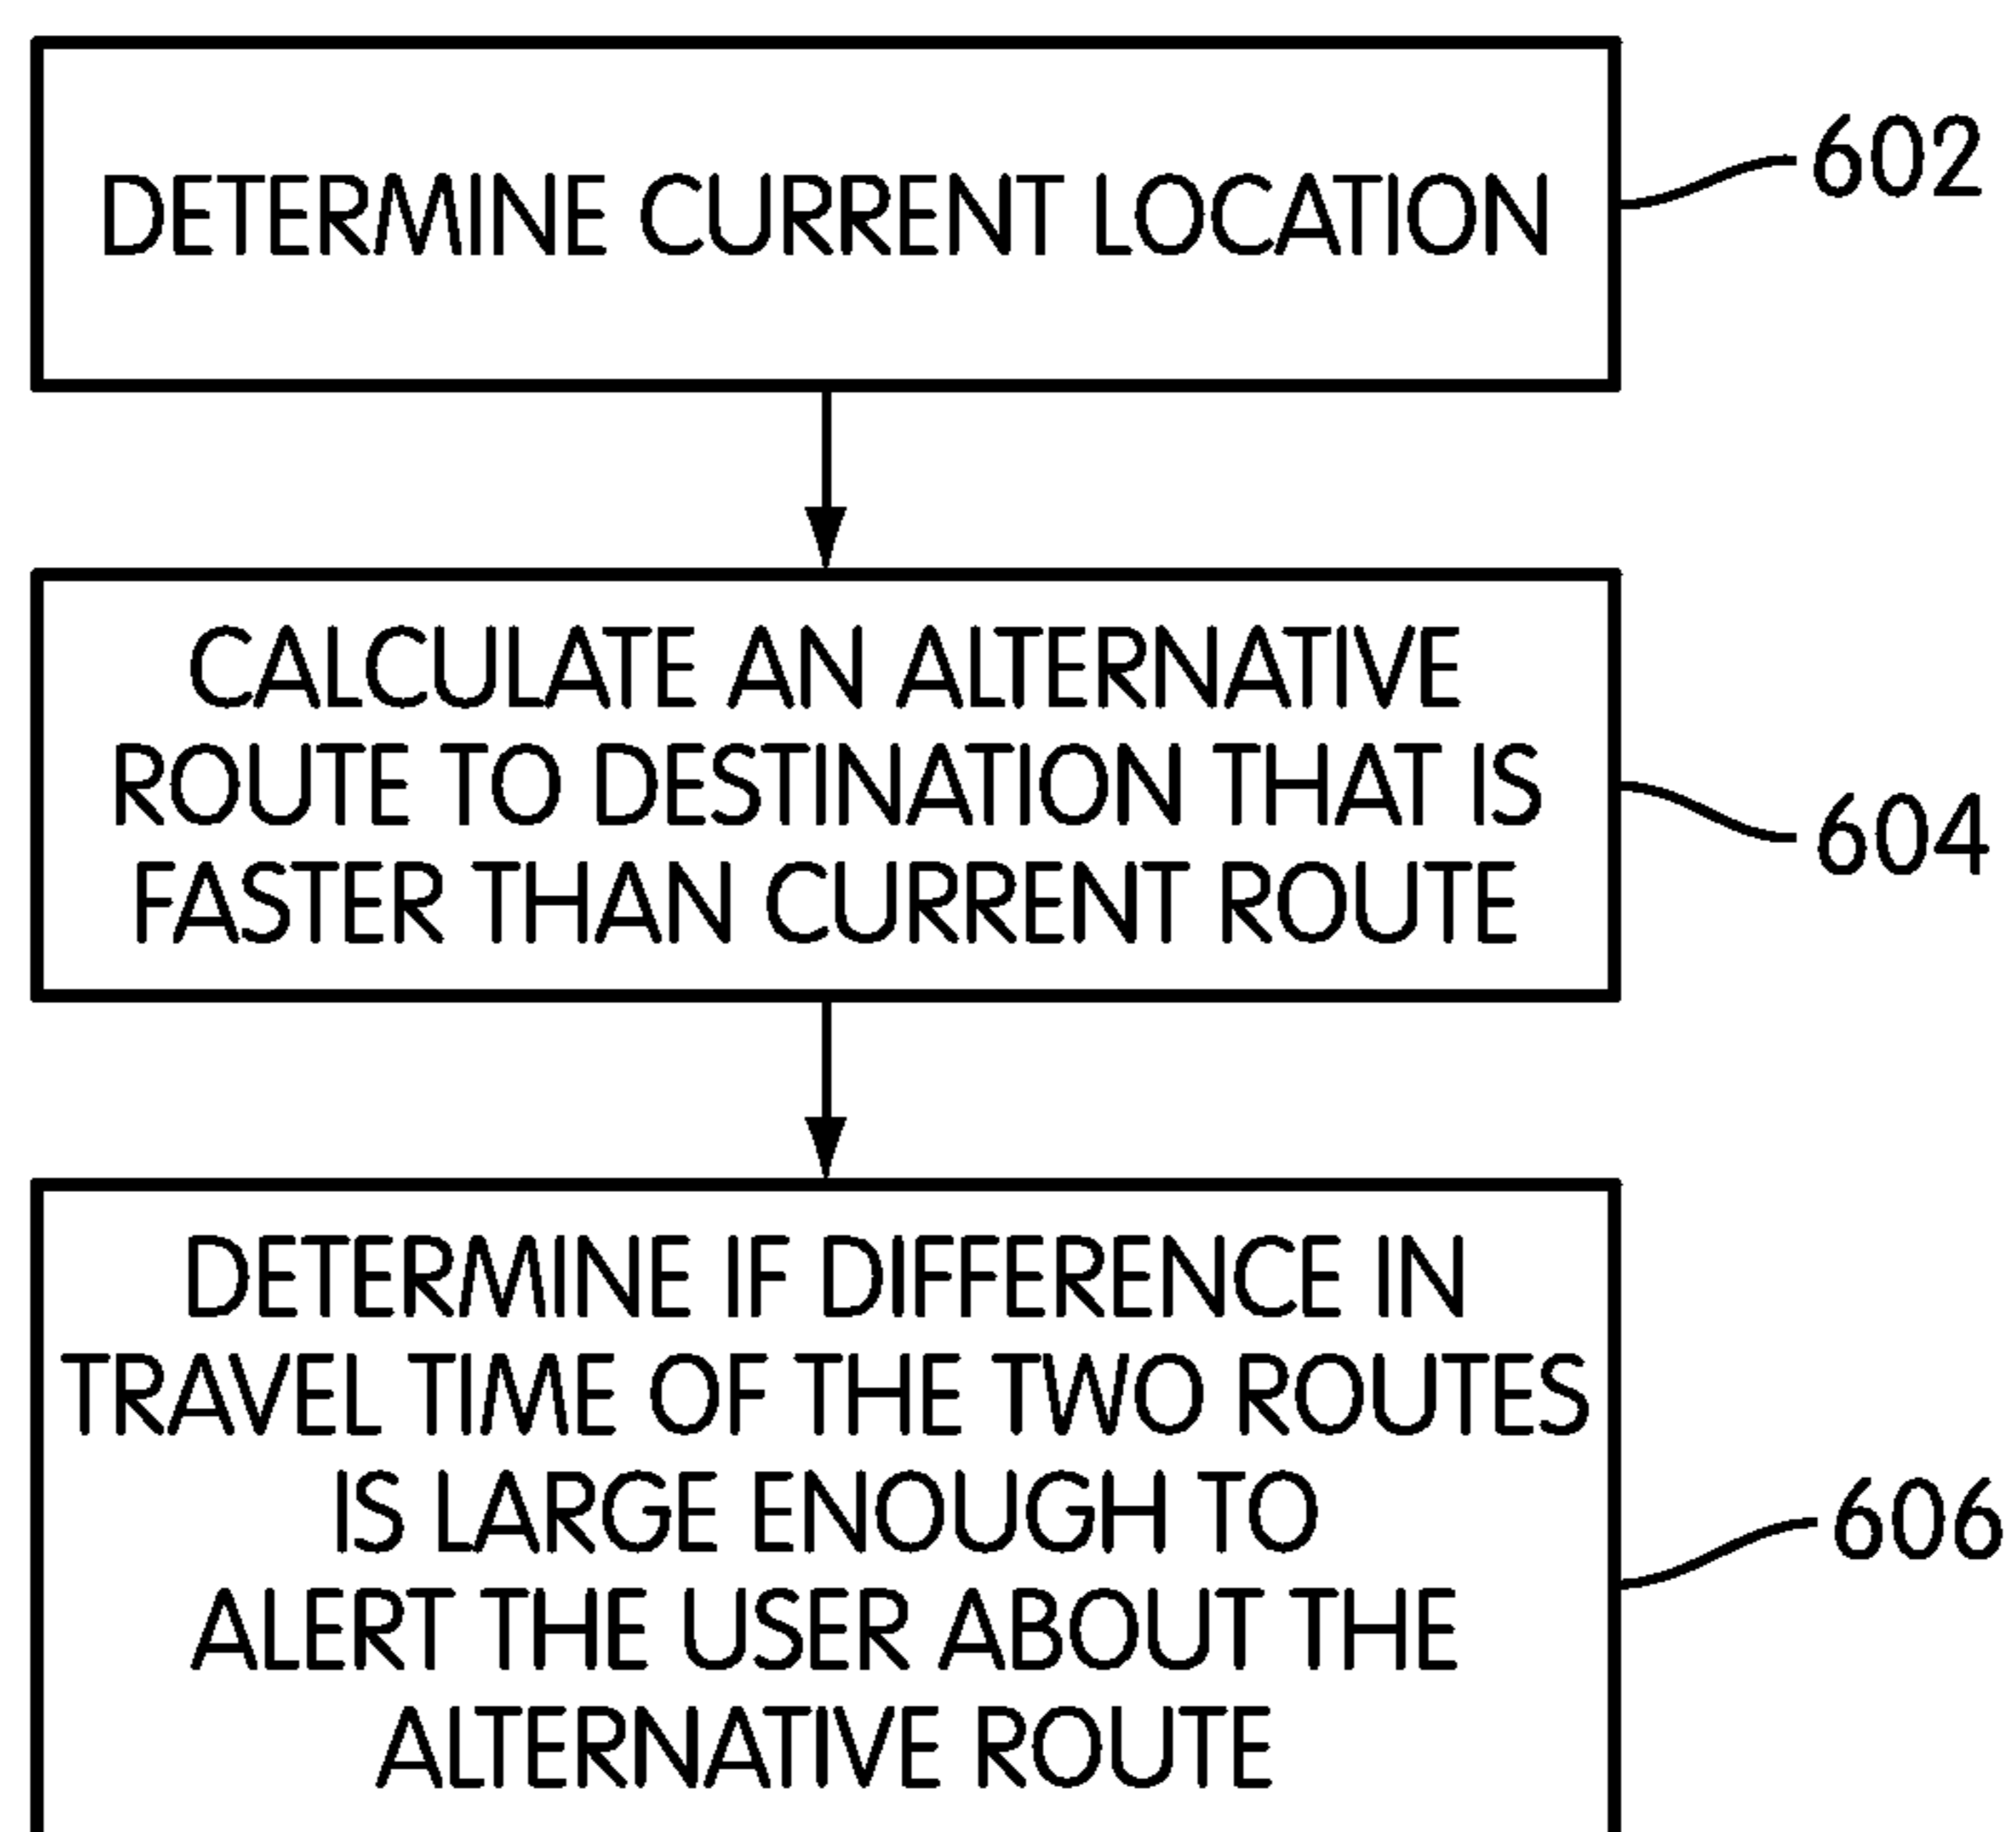 DETERMINE CURRENT LOCATION
602
CALCULATE AN ALTERNATIVE
ROUTE TO DESTINATION THAT IS
FASTER THAN CURRENT ROUTE
604
DETERMINE IF DIFFERENCE IN
TRAVEL TIME OF THE TWO ROUTES
IS LARGE ENOUGH TO
ALERT THE USER ABOUT THE
ALTERNATIVE ROUTE
606